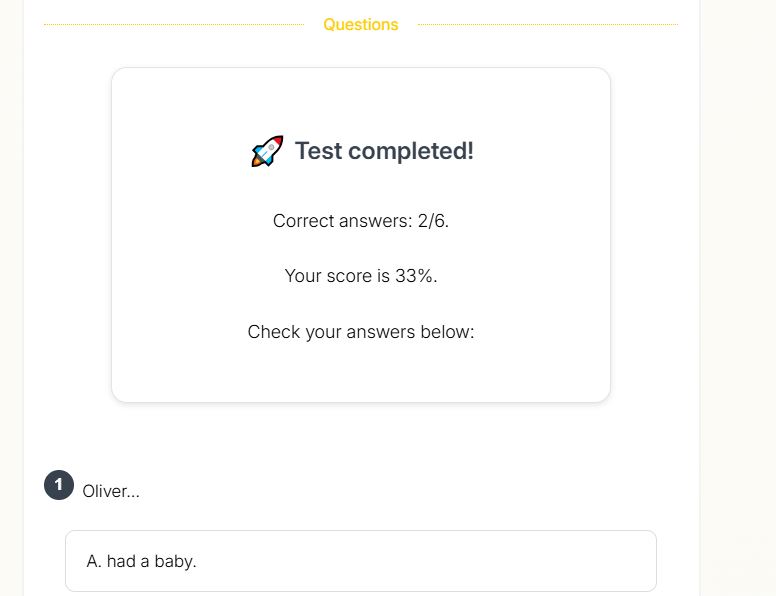 Questions
🚀 Test completed!
Correct answers: 2/6.
Your score is 33%.
Check your answers below:
1 Oliver...
A. had a baby.